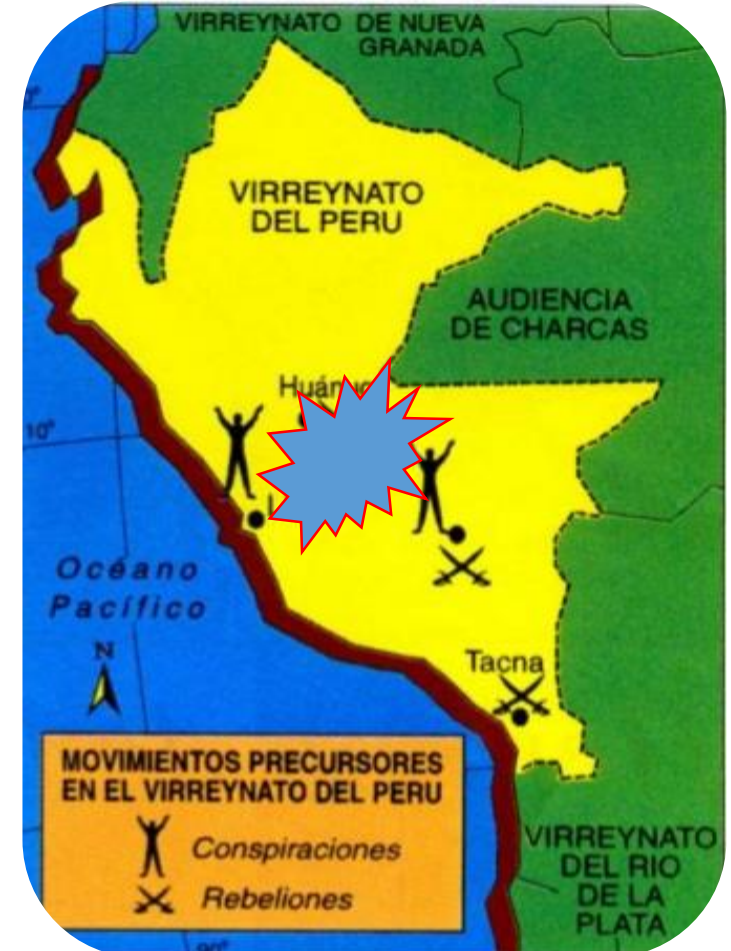 VIRREYNATO DE NUEVA
GRANADA
VIRREYNATO
DEL PERU
AUDIENCIA
DE CHARCAS
10°
Océano
Pacífico
N
Tacna
MOVIMIENTOS PRECURSORES
EN EL VIRREYNATO DEL PERU
Conspiraciones
Rebeliones
VIRREYNATO
DEL RIO
DE LA
PLATA